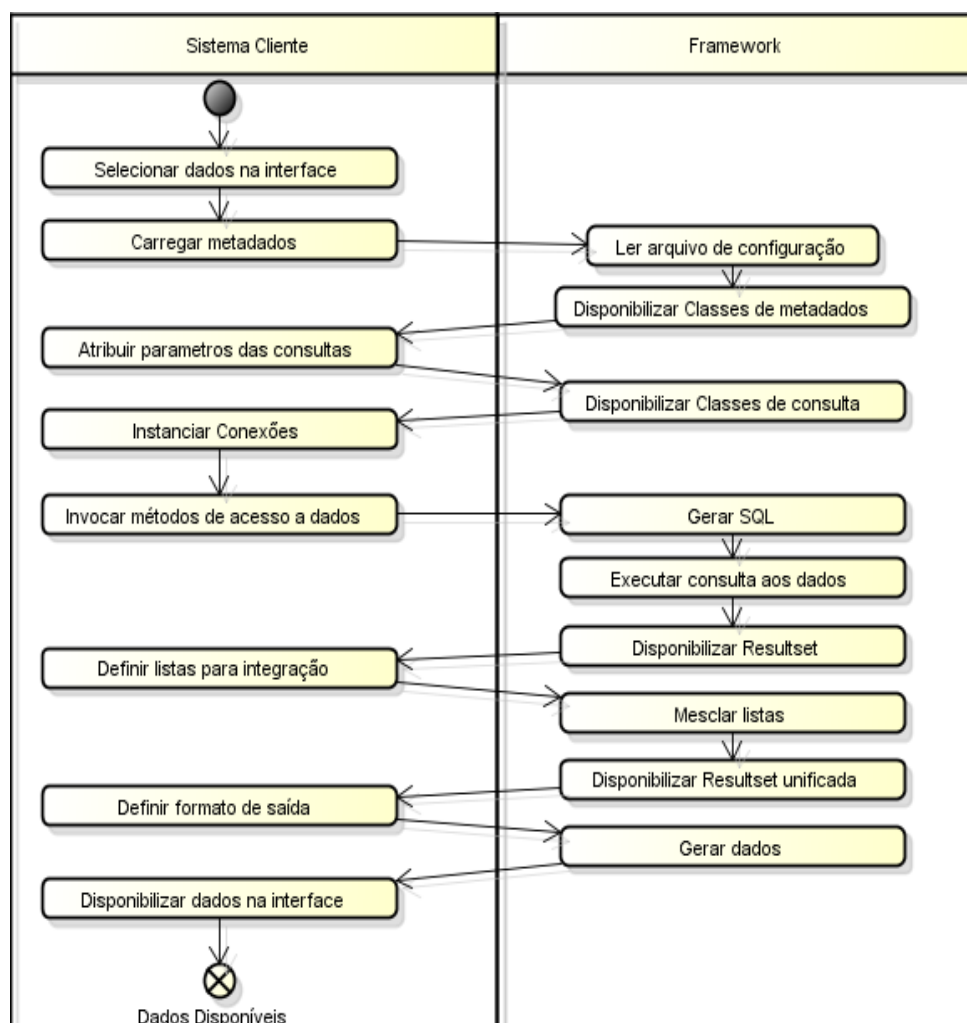 Sistema Cliente
Framework
Selecionar dados na interface
Carregar metadados
Ler arquivo de configuração
Disponibilizar Classes de metadados
Atribuir parametros das consultas
Disponibilizar Classes de consulta
Instanciar Conexões
Invocar métodos de acesso a dados
Gerar SQL
Executar consulta aos dados
Disponibilizar Resultset
Definir listas para integração
Mesclar listas
Disponibilizar Resultset unificada
Definir formato de saída
Gerar dados
Disponibilizar dados na interface
Dados Disponíveis